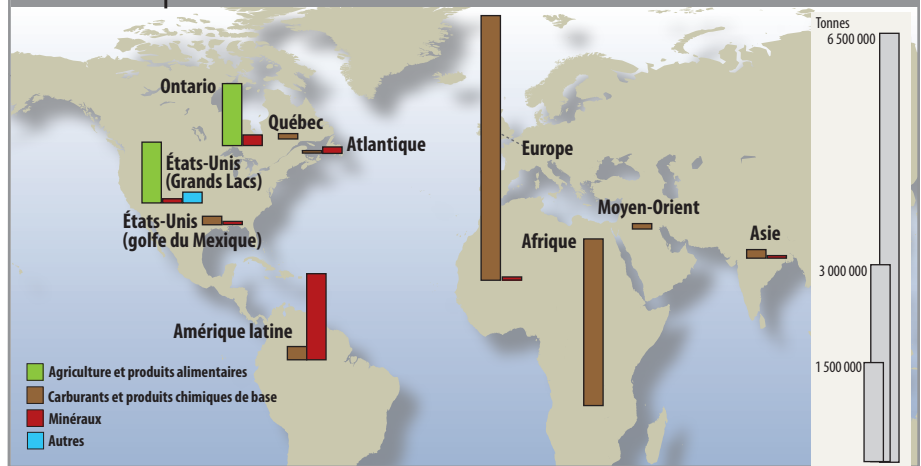 Tonnes
6 500 000
Ontario
Québec
Atlantique
Europe
États-Unis
(Grands Lacs)
Moyen-Orient
États-Unis
(golfe du Mexique)
Afrique
Asie
3 000 000
Amérique latine
1 500 000
Agriculture et produits alimentaires
Carburants et produits chimiques de base
Minéraux
Autres